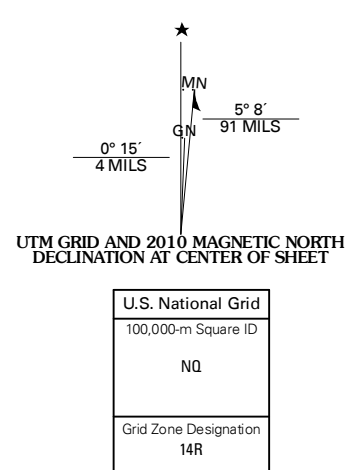 MN
GN
5° 8´
91 MILS
0° 15´
4 MILS
UTM GRID AND 2010 MAGNETIC NORTH
DECLINATION AT CENTER OF SHEET
U.S. National Grid
100,000-m Square ID
NQ
Grid Zone Designation
14R